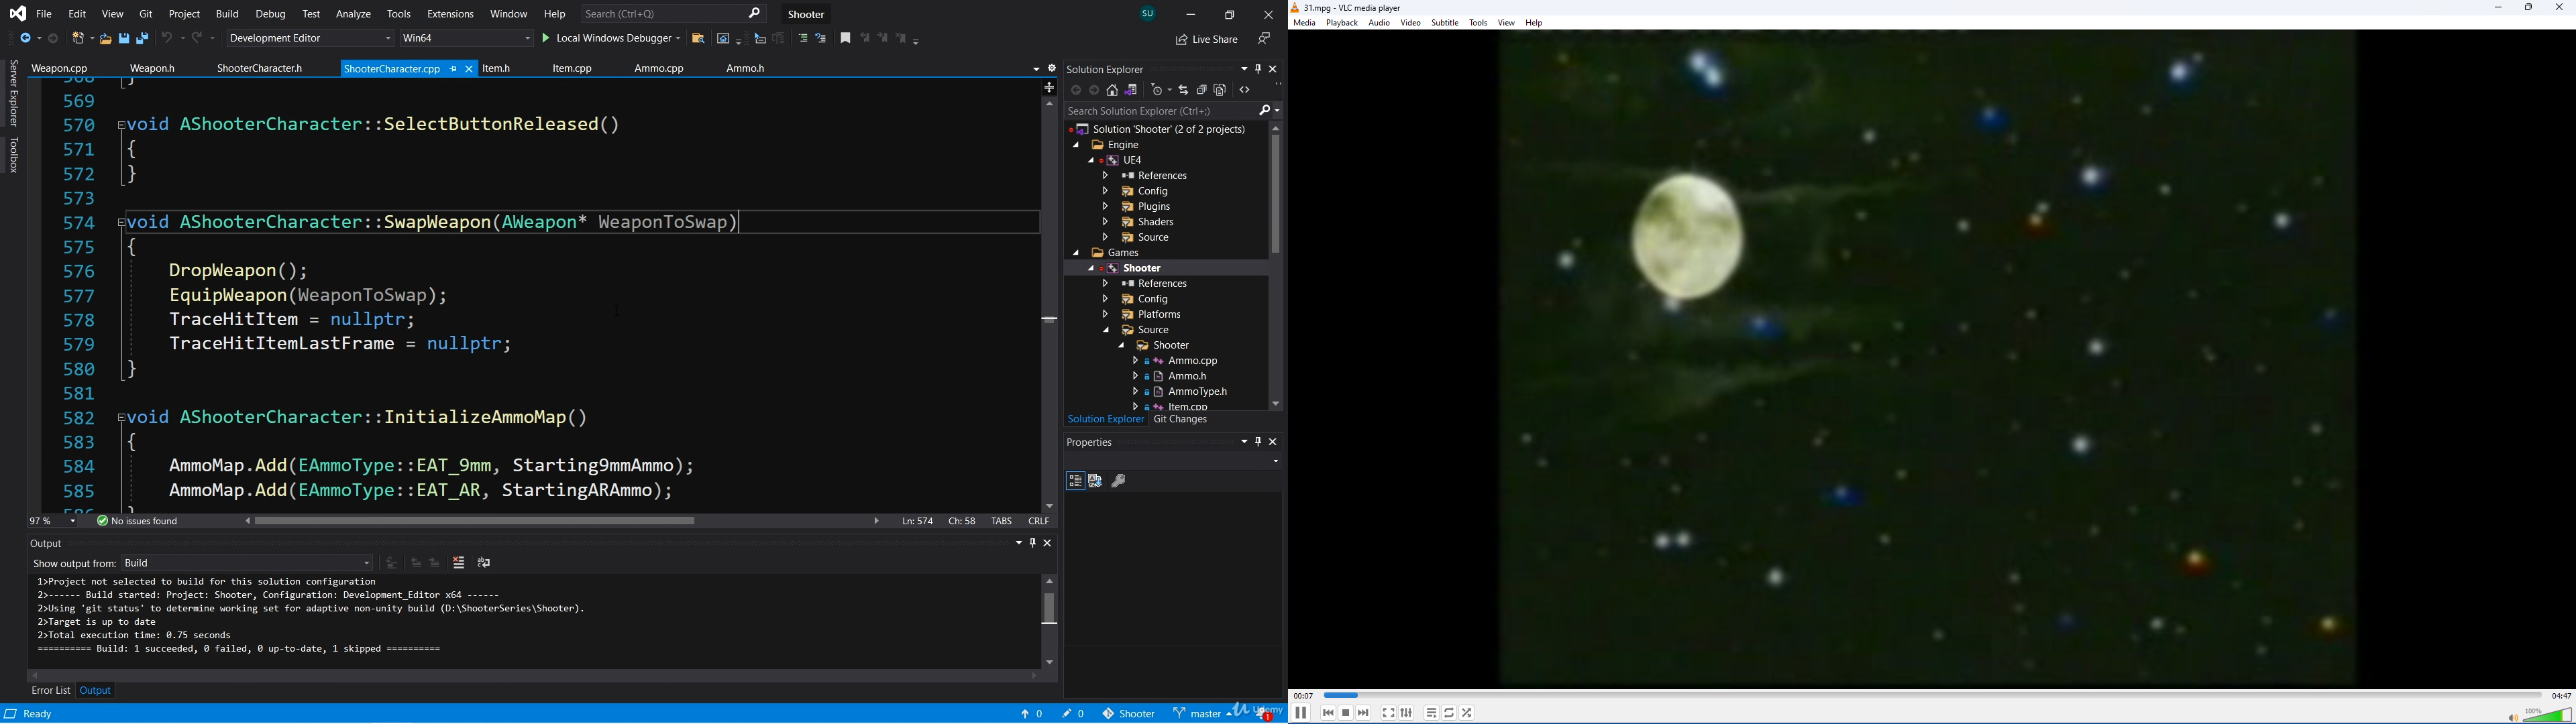 File Edit View Git Project Build Debug Test Analyze Tools Extensions Window Help Search (Ctrl+Q) Shooter SU
Development Editor Win64 Local Windows Debugger Live Share
Server Explorer
Toolbox
Weapon.cpp Weapon.h ShooterCharacter.h ShooterCharacter.cpp Item.h Item.cpp Ammo.cpp Ammo.h
568 }
569
570 void AShooterCharacter::SelectButtonReleased()
571 {
572 }
573
574 void AShooterCharacter::SwapWeapon(AWeapon* WeaponToSwap)
575 {
576 DropWeapon();
577 EquipWeapon(WeaponToSwap);
578 TraceHitItem = nullptr;
579 TraceHitItemLastFrame = nullptr;
580 }
581
582 void AShooterCharacter::InitializeAmmoMap()
583 {
584 AmmoMap.Add(EAmmoType::EAT_9mm, Starting9mmAmmo);
585 AmmoMap.Add(EAmmoType::EAT_AR, StartingARAmmo);
586 }
97 % No issues found Ln: 574 Ch: 58 TABS CRLF
Output
Show output from: Build
1>Project not selected to build for this solution configuration
2>------ Build started: Project: Shooter, Configuration: Development_Editor x64 ------
2>Using 'git status' to determine working set for adaptive non-unity build (D:\ShooterSeries\Shooter).
2>Target is up to date
2>Total execution time: 0.75 seconds
========== Build: 1 succeeded, 0 failed, 0 up-to-date, 1 skipped ==========
Error List Output
Ready 0 0 Shooter master Udemy 1
Solution Explorer
Search Solution Explorer (Ctrl+;)
Solution 'Shooter' (2 of 2 projects)
Engine
UE4
References
Config
Plugins
Shaders
Source
Games
Shooter
References
Config
Platforms
Source
Shooter
Ammo.cpp
Ammo.h
AmmoType.h
Item.cpp
Solution Explorer Git Changes
Properties
31.mpg - VLC media player
Media Playback Audio Video Subtitle Tools View Help
00:07 04:47
100%